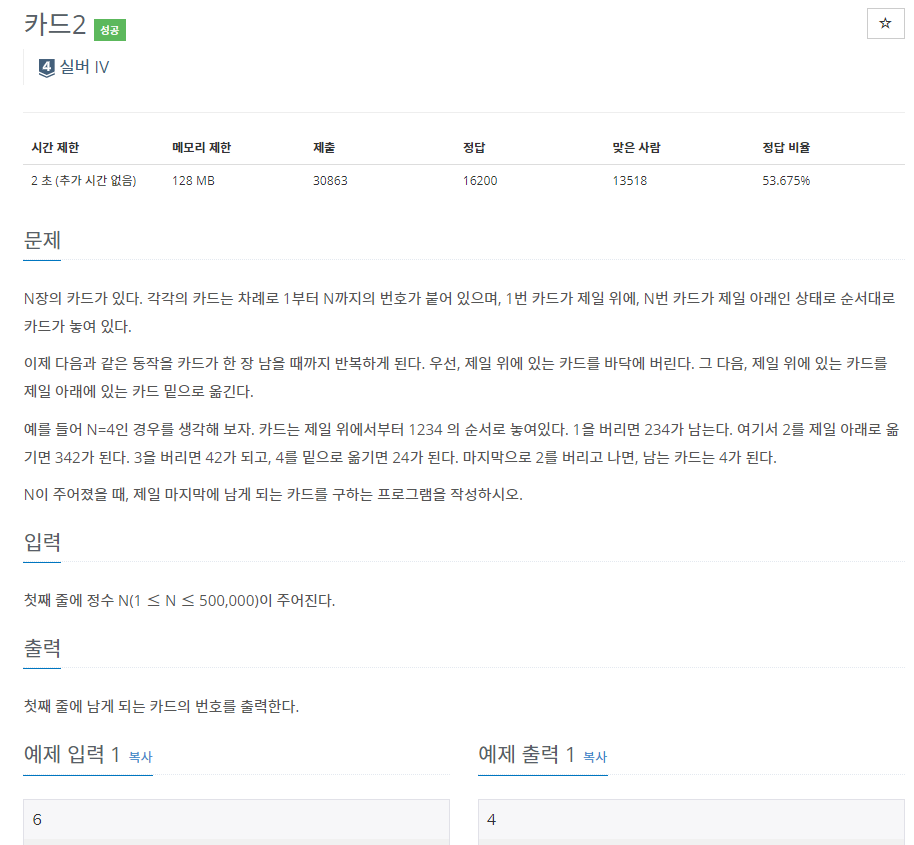 카드2 성공
☆
4 실버 IV
시간 제한 메모리 제한 제출 정답 맞은 사람 정답 비율
2 초 (추가 시간 없음) 128 MB 30863 16200 13518 53.675%
문제
N장의 카드가 있다. 각각의 카드는 차례로 1부터 N까지의 번호가 붙어 있으며, 1번 카드가 제일 위에, N번 카드가 제일 아래인 상태로 순서대로
카드가 놓여 있다.
이제 다음과 같은 동작을 카드가 한 장 남을 때까지 반복하게 된다. 우선, 제일 위에 있는 카드를 바닥에 버린다. 그 다음, 제일 위에 있는 카드를
제일 아래에 있는 카드 밑으로 옮긴다.
예를 들어 N=4인 경우를 생각해 보자. 카드는 제일 위에서부터 1234 의 순서로 놓여있다. 1을 버리면 234가 남는다. 여기서 2를 제일 아래로 옮
기면 342가 된다. 3을 버리면 42가 되고, 4를 밑으로 옮기면 24가 된다. 마지막으로 2를 버리고 나면, 남는 카드는 4가 된다.
N이 주어졌을 때, 제일 마지막에 남게 되는 카드를 구하는 프로그램을 작성하시오.
입력
첫째 줄에 정수 N(1 ≤ N ≤ 500,000)이 주어진다.
출력
첫째 줄에 남게 되는 카드의 번호를 출력한다.
예제 입력 1 복사
6
예제 출력 1 복사
4